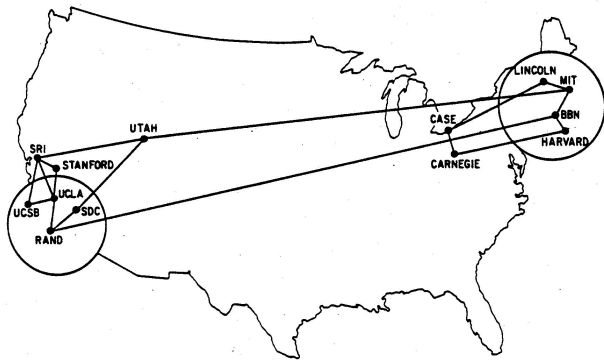 LINCOLN
MIT
UTAH
CASE
BBN
SRI
HARVARD
STANFORD
CARNEGIE
UCLA
UCSB
SDC
RAND